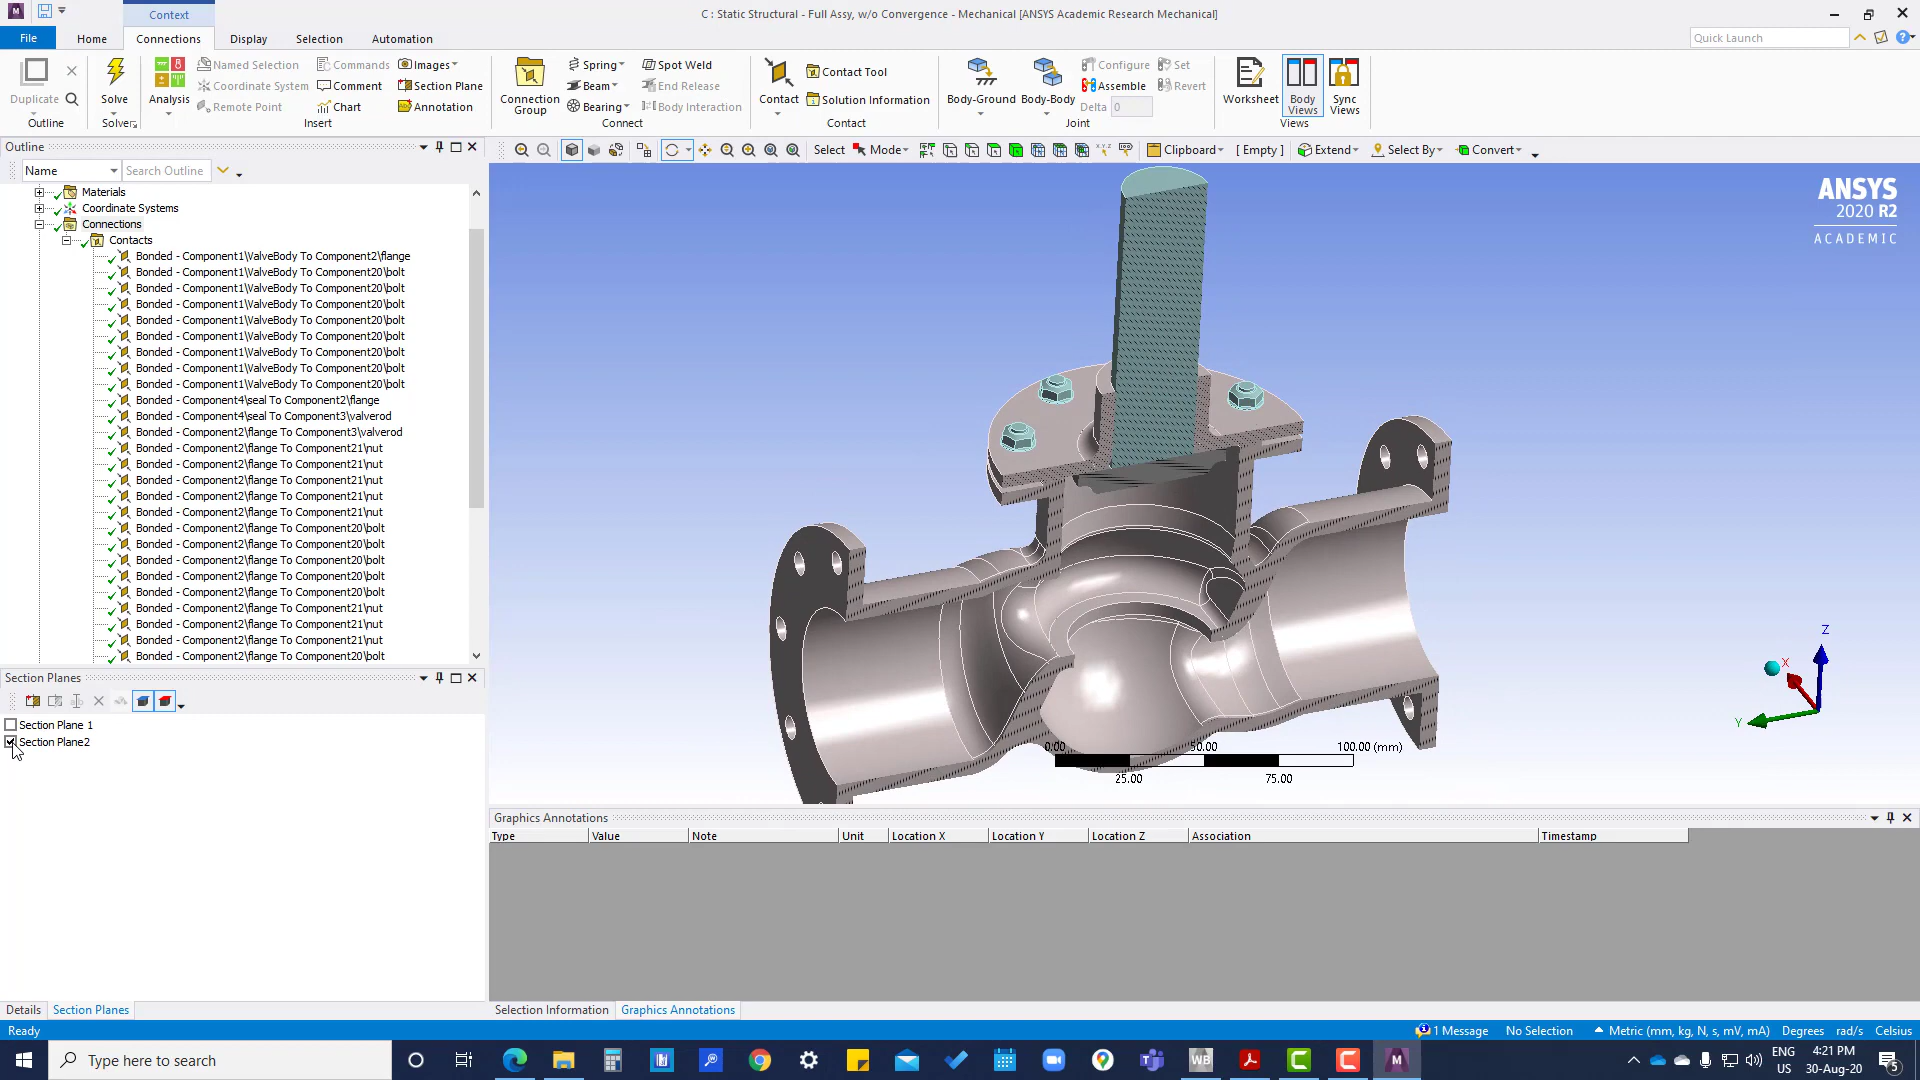 Context
C : Static Structural - Full Assy, w/o Convergence - Mechanical [ANSYS Academic Research Mechanical]
File Home Connections Display Selection Automation
Quick Launch
Duplicate
Outline
Solve
Solver
Analysis
Named Selection
Coordinate System
Remote Point
Commands
Comment
Chart
Images
Section Plane
Annotation
Insert
Connection Group
Spring
Beam
Bearing
Spot Weld
End Release
Body Interaction
Connect
Contact
Contact Tool
Solution Information
Contact
Body-Ground
Body-Body
Configure
Set
Assemble
Revert
Delta 0
Joint
Worksheet
Body Views
Sync Views
Views
Outline
Name
Search Outline
Select Mode Clipboard [ Empty ] Extend Select By Convert
Materials
Coordinate Systems
Connections
Contacts
Bonded - Component1\ValveBody To Component2\flange
Bonded - Component1\ValveBody To Component20\bolt
Bonded - Component1\ValveBody To Component20\bolt
Bonded - Component1\ValveBody To Component20\bolt
Bonded - Component1\ValveBody To Component20\bolt
Bonded - Component1\ValveBody To Component20\bolt
Bonded - Component1\ValveBody To Component20\bolt
Bonded - Component1\ValveBody To Component20\bolt
Bonded - Component1\ValveBody To Component20\bolt
Bonded - Component4\seal To Component2\flange
Bonded - Component4\seal To Component3\valverod
Bonded - Component2\flange To Component3\valverod
Bonded - Component2\flange To Component21\nut
Bonded - Component2\flange To Component21\nut
Bonded - Component2\flange To Component21\nut
Bonded - Component2\flange To Component21\nut
Bonded - Component2\flange To Component21\nut
Bonded - Component2\flange To Component20\bolt
Bonded - Component2\flange To Component20\bolt
Bonded - Component2\flange To Component20\bolt
Bonded - Component2\flange To Component20\bolt
Bonded - Component2\flange To Component20\bolt
Bonded - Component2\flange To Component21\nut
Bonded - Component2\flange To Component21\nut
Bonded - Component2\flange To Component21\nut
Bonded - Component2\flange To Component20\bolt
ANSYS
2020 R2
ACADEMIC
Z
X
Y
0.00 50.00 100.00 (mm)
25.00 75.00
Section Planes
Section Plane 1
Section Plane2
Graphics Annotations
Type Value Note Unit Location X Location Y Location Z Association Timestamp
Details Section Planes
Selection Information Graphics Annotations
Ready
1 Message No Selection Metric (mm, kg, N, s, mV, mA) Degrees rad/s Celsius
Type here to search
ENG
US
4:21 PM
30-Aug-20
5